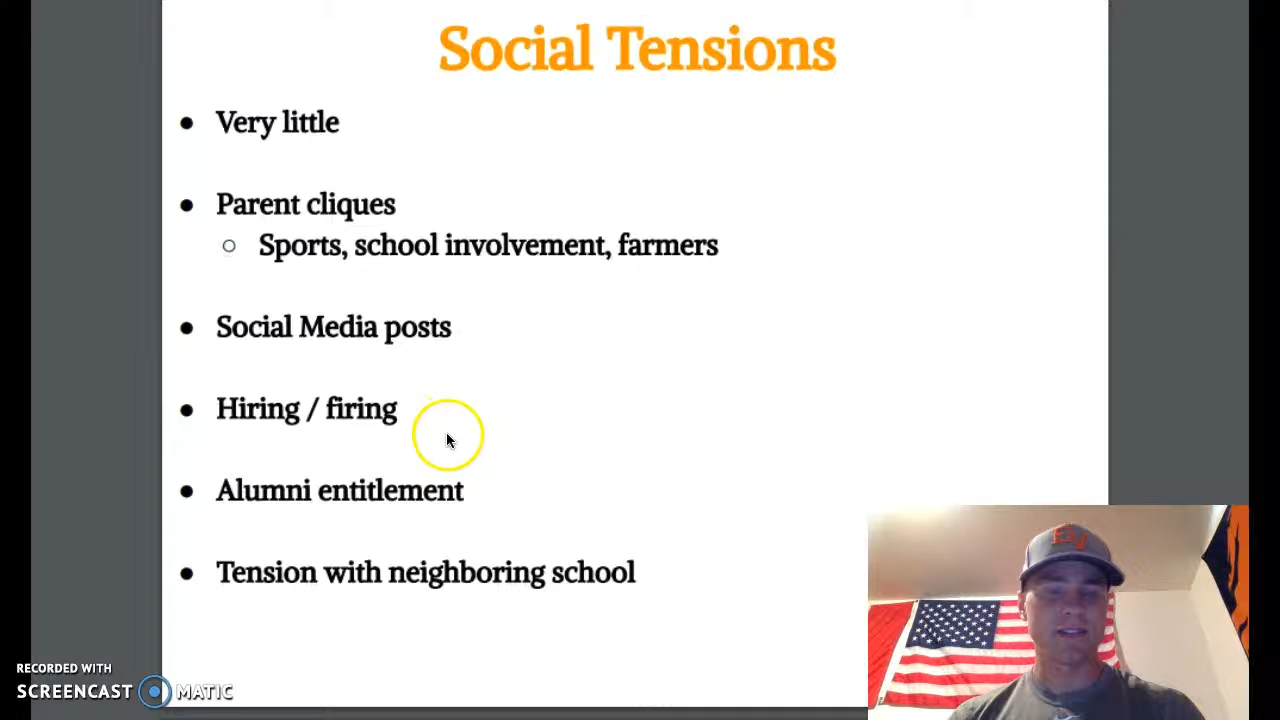 Social Tensions
● Very little
● Parent cliques
○ Sports, school involvement, farmers
● Social Media posts
● Hiring / firing
● Alumni entitlement
● Tension with neighboring school
RECORDED WITH
SCREENCAST MATIC